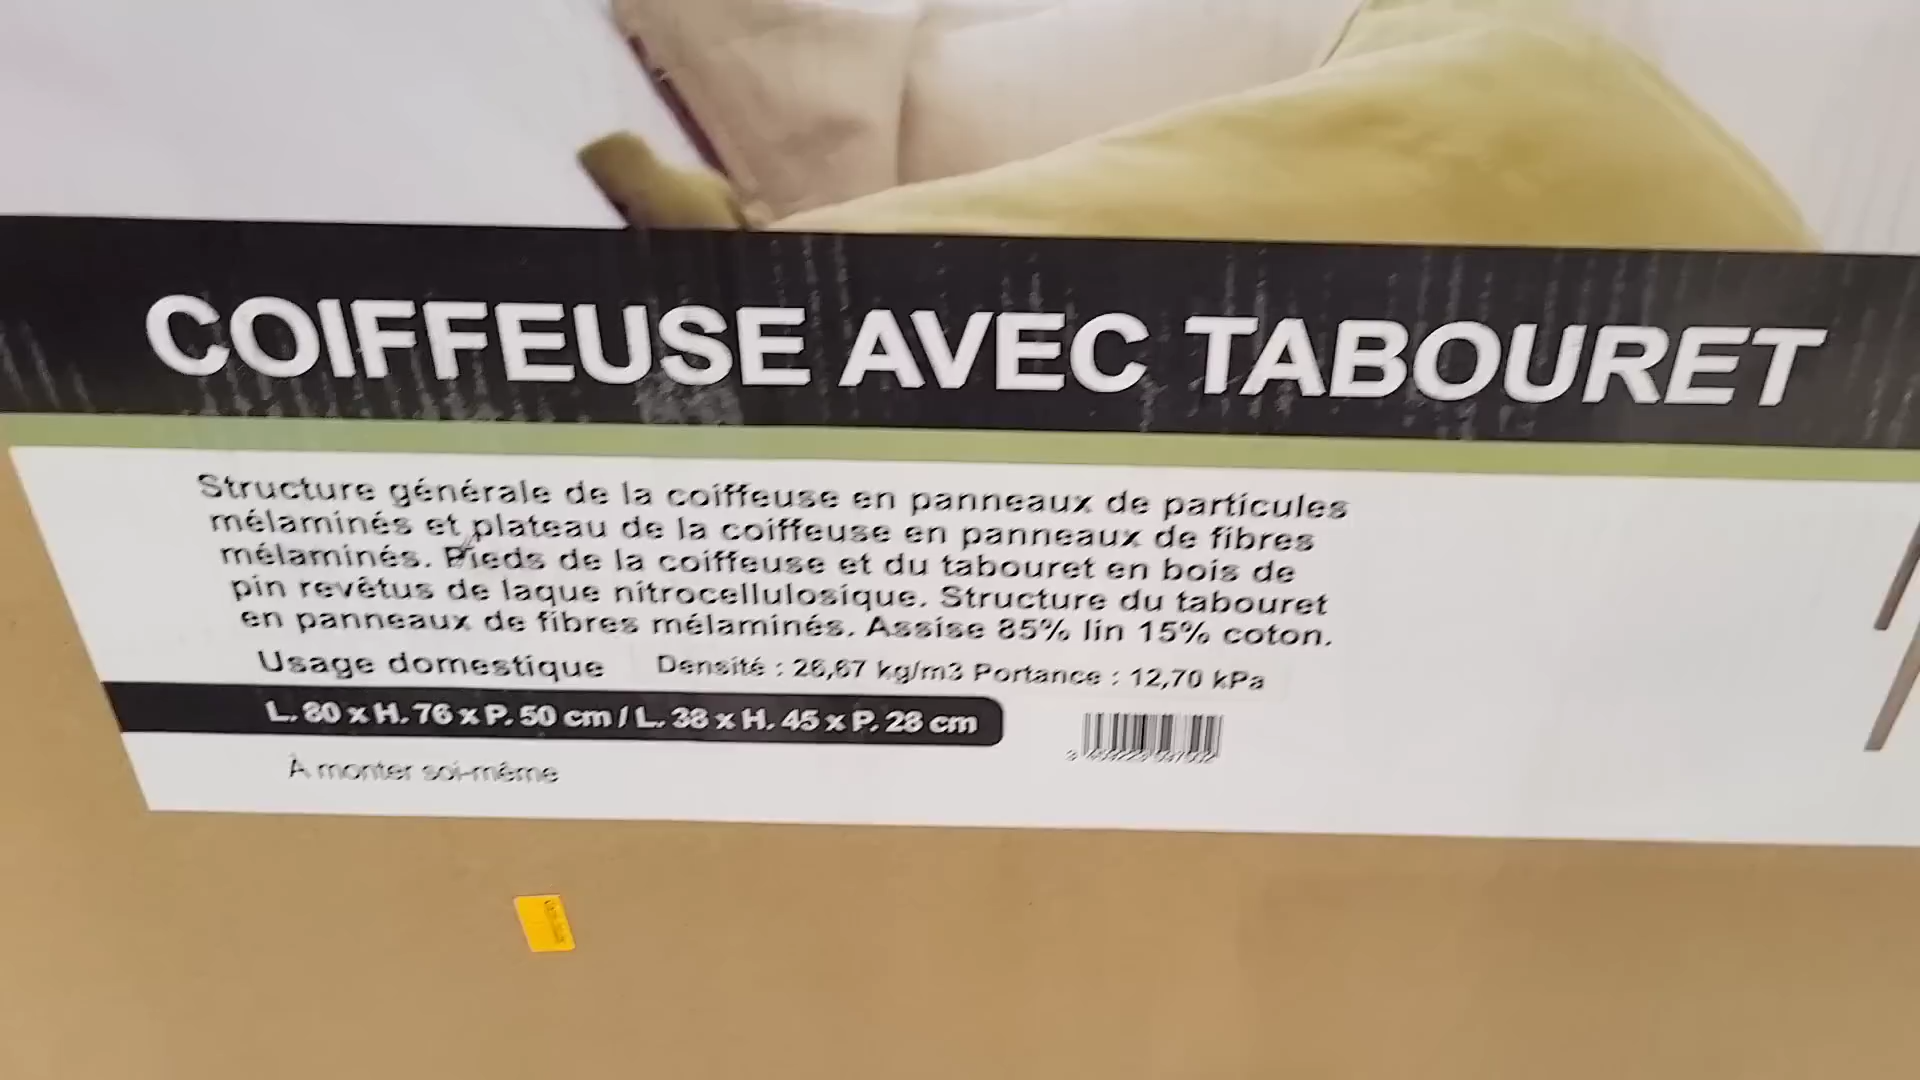 COIFFEUSE AVEC TABOURET
Structure générale de la coiffeuse en panneaux de particules
mélaminés et plateau de la coiffeuse en panneaux de fibres
mélaminés. Pieds de la coiffeuse et du tabouret en bois de
pin revêtus de laque nitrocellulosique. Structure du tabouret
en panneaux de fibres mélaminés. Assise 85% lin 15% coton.
Usage domestique Densité : 26,67 kg/m3 Portance : 12,70 kPa
L. 80 x H. 76 x P. 50 cm / L. 38 x H. 45 x P. 28 cm
À monter soi-même